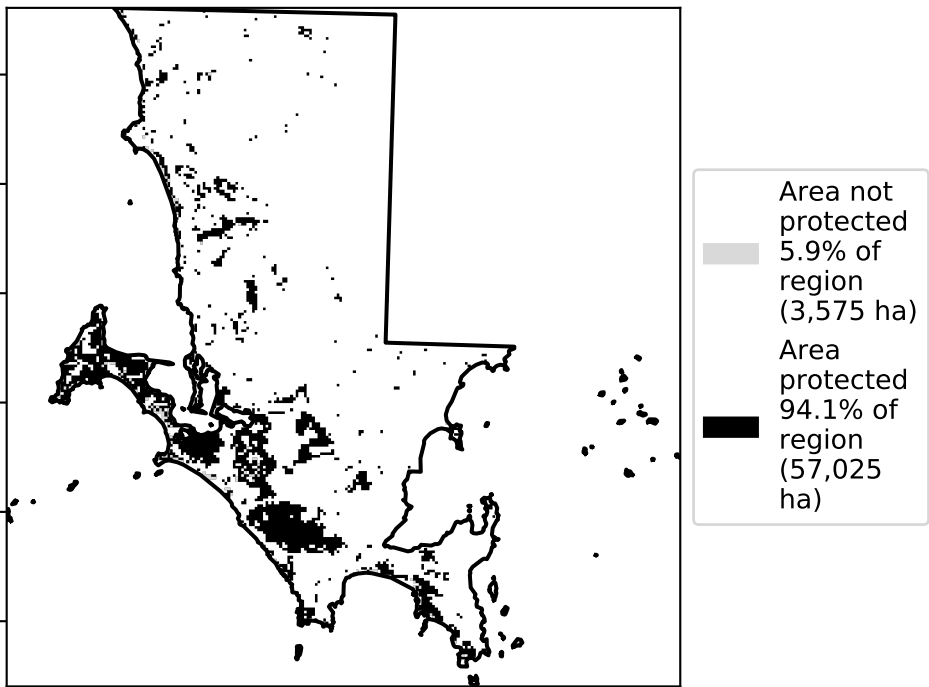 Area not
protected
5.9% of
region
(3,575 ha)
Area
protected
94.1% of
region
(57,025
ha)